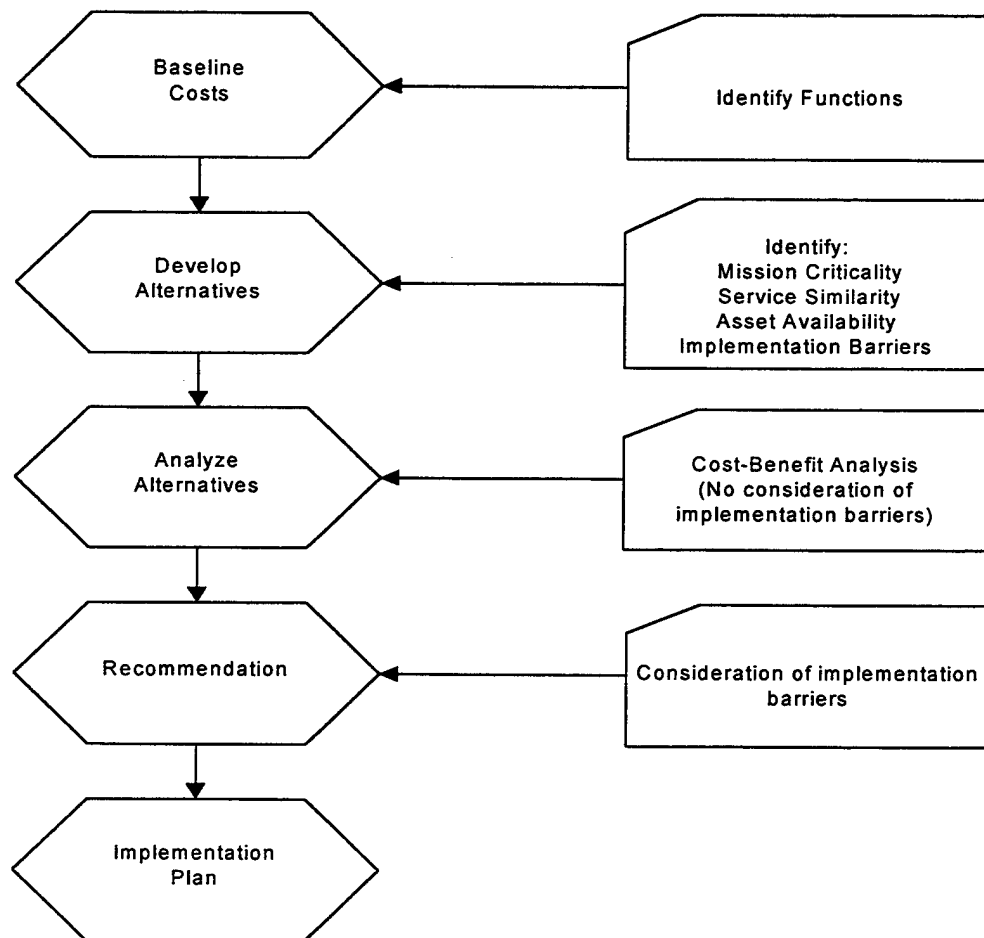 Baseline
Costs
Identify Functions
Develop
Alternatives
Identify:
Mission Criticality
Service Similarity
Asset Availability
Implementation Barriers
Analyze
Alternatives
Cost-Benefit Analysis
(No consideration of
implementation barriers)
Recommendation
Consideration of implementation
barriers
Implementation
Plan